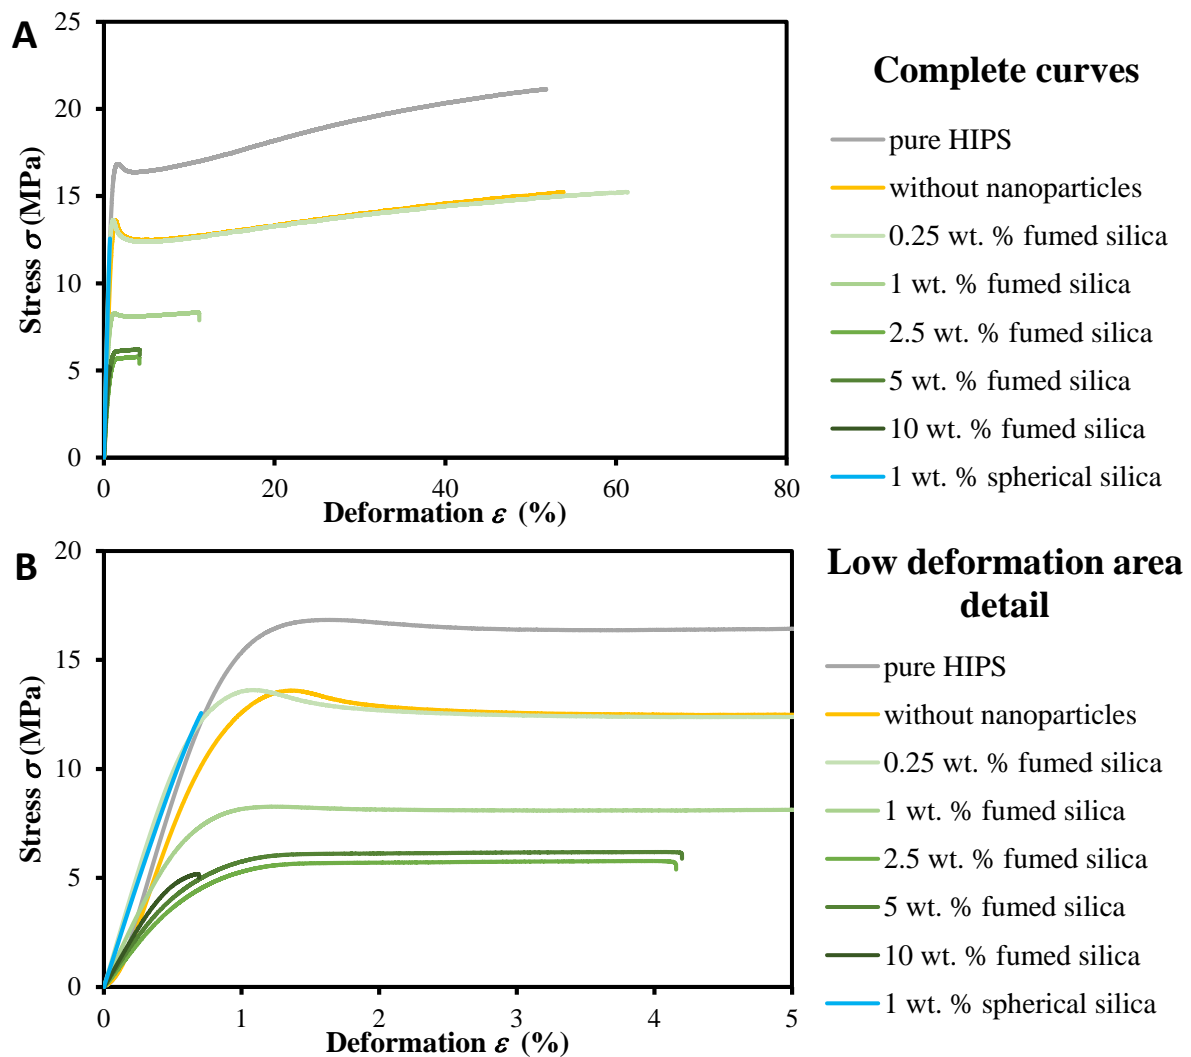 A
25
20
15
10
5
0
Stress σ (MPa)
0
20
40
60
80
Deformation ε (%)
Complete curves
pure HIPS
without nanoparticles
0.25 wt. % fumed silica
1 wt. % fumed silica
2.5 wt. % fumed silica
5 wt. % fumed silica
10 wt. % fumed silica
1 wt. % spherical silica
B
20
15
10
5
0
Stress σ (MPa)
0
1
2
3
4
5
Deformation ε (%)
Low deformation area
detail
pure HIPS
without nanoparticles
0.25 wt. % fumed silica
1 wt. % fumed silica
2.5 wt. % fumed silica
5 wt. % fumed silica
10 wt. % fumed silica
1 wt. % spherical silica